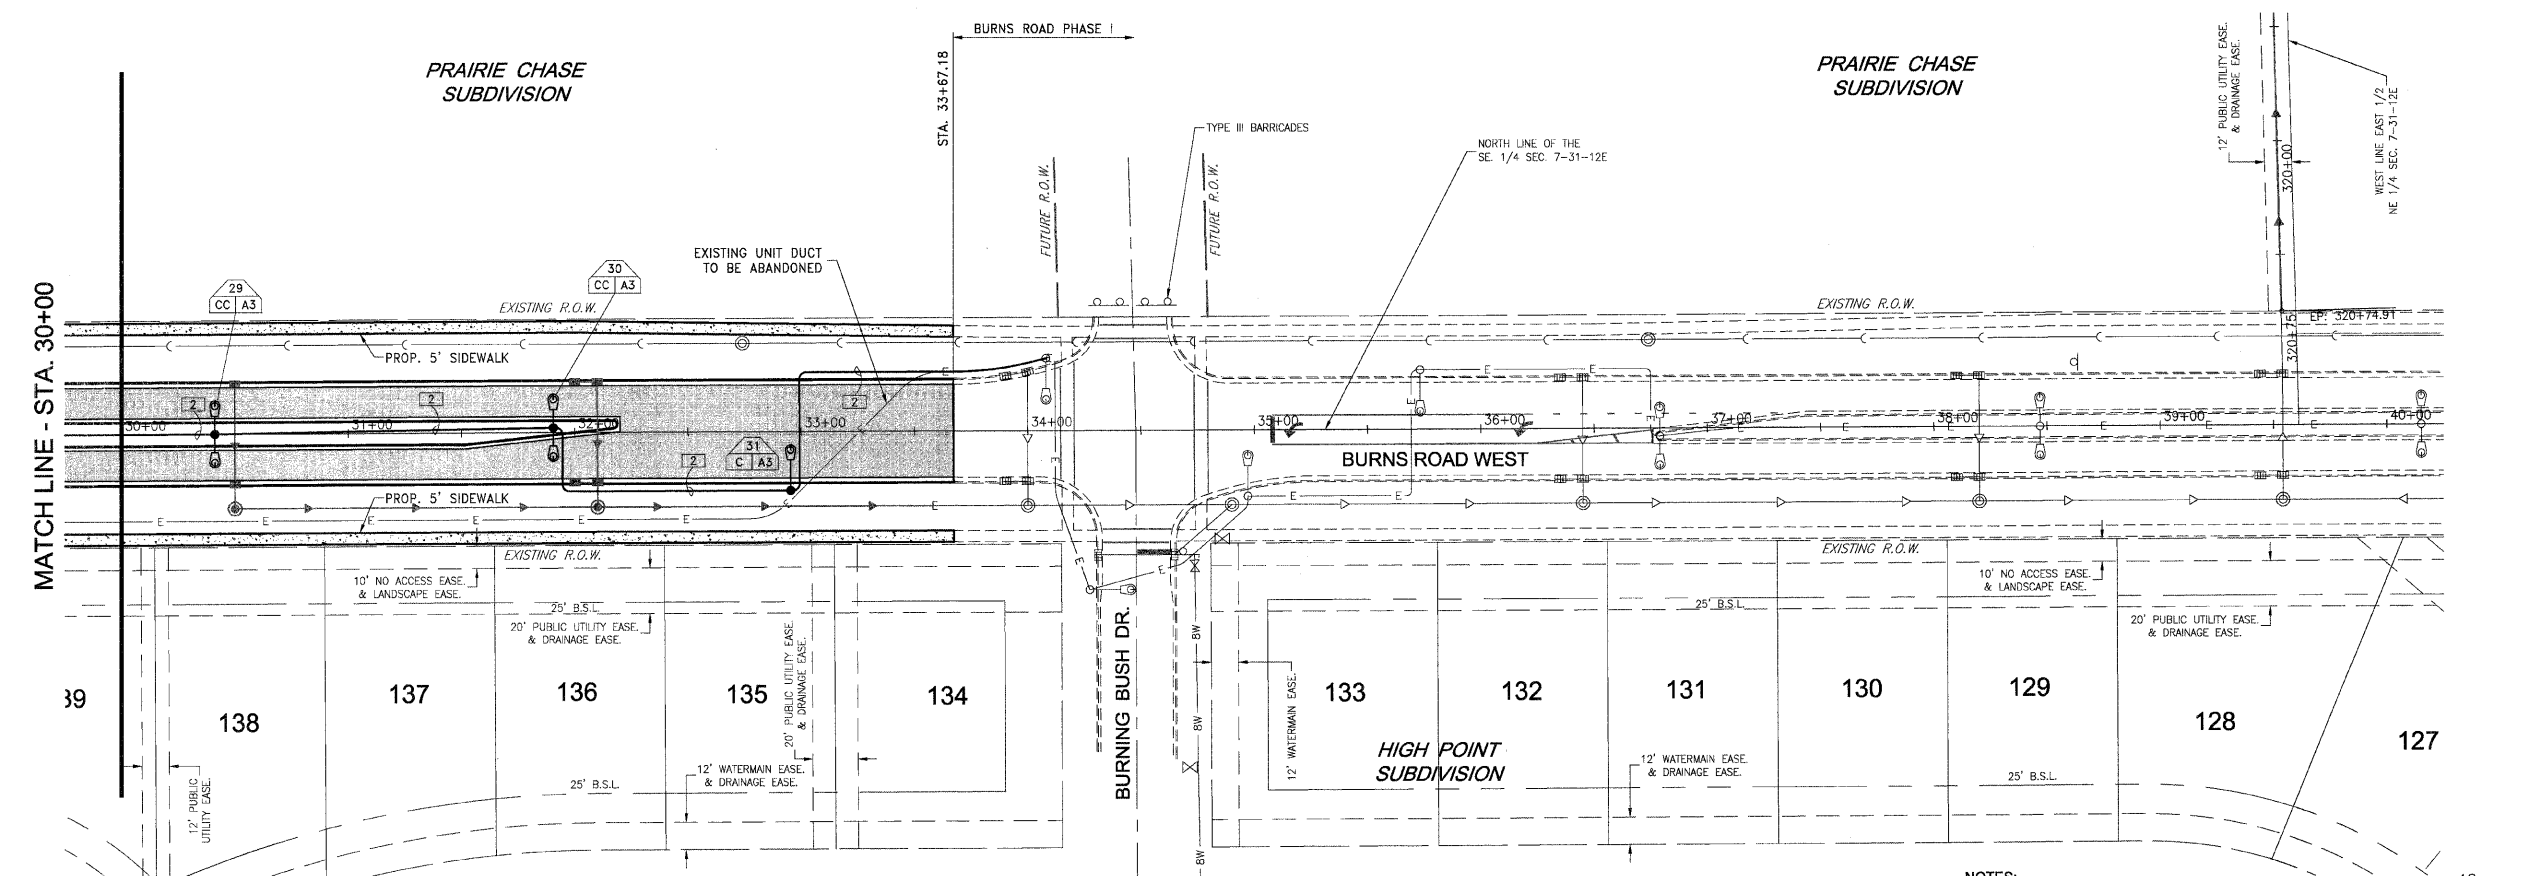 BURNS ROAD PHASE I
STA. 33+67.18
PRAIRIE CHASE
SUBDIVISION
PRAIRIE CHASE
SUBDIVISION
12' PUBLIC UTILITY EASE.
& DRAINAGE EASE.
320+00
WEST LINE EAST 1/2
NE 1/4 SEC. 7-31-12E
TYPE III BARRICADES
NORTH LINE OF THE
SE. 1/4 SEC. 7-31-12E
FUTURE R.O.W.
FUTURE R.O.W.
EXISTING UNIT DUCT
TO BE ABANDONED
29
CC A3
30
CC A3
EXISTING R.O.W.
EXISTING R.O.W.
EP: 320+74.91
320+75
MATCH LINE - STA. 30+00
PROP. 5' SIDEWALK
2
2
2
30+00
31+00
32+00
33+00
34+00
35+00
36+00
37+00
38+00
39+00
40+00
31
C A3
2
BURNS ROAD WEST
PROP. 5' SIDEWALK
E E E E E E E
EXISTING R.O.W.
EXISTING R.O.W.
10' NO ACCESS EASE.
& LANDSCAPE EASE.
10' NO ACCESS EASE.
& LANDSCAPE EASE.
25' B.S.L.
25' B.S.L.
20' PUBLIC UTILITY EASE.
& DRAINAGE EASE.
20' PUBLIC UTILITY EASE.
& DRAINAGE EASE.
20' PUBLIC UTILITY EASE.
& DRAINAGE EASE.
BURNING BUSH DR.
8W
8W
8W
12' WATERMAIN EASE.
39
138
137
136
135
134
133
132
131
130
129
128
127
HIGH POINT
SUBDIVISION
12' WATERMAIN EASE.
& DRAINAGE EASE.
12' WATERMAIN EASE.
& DRAINAGE EASE.
25' B.S.L.
25' B.S.L.
12' PUBLIC
UTILITY EASE.
NOTES: